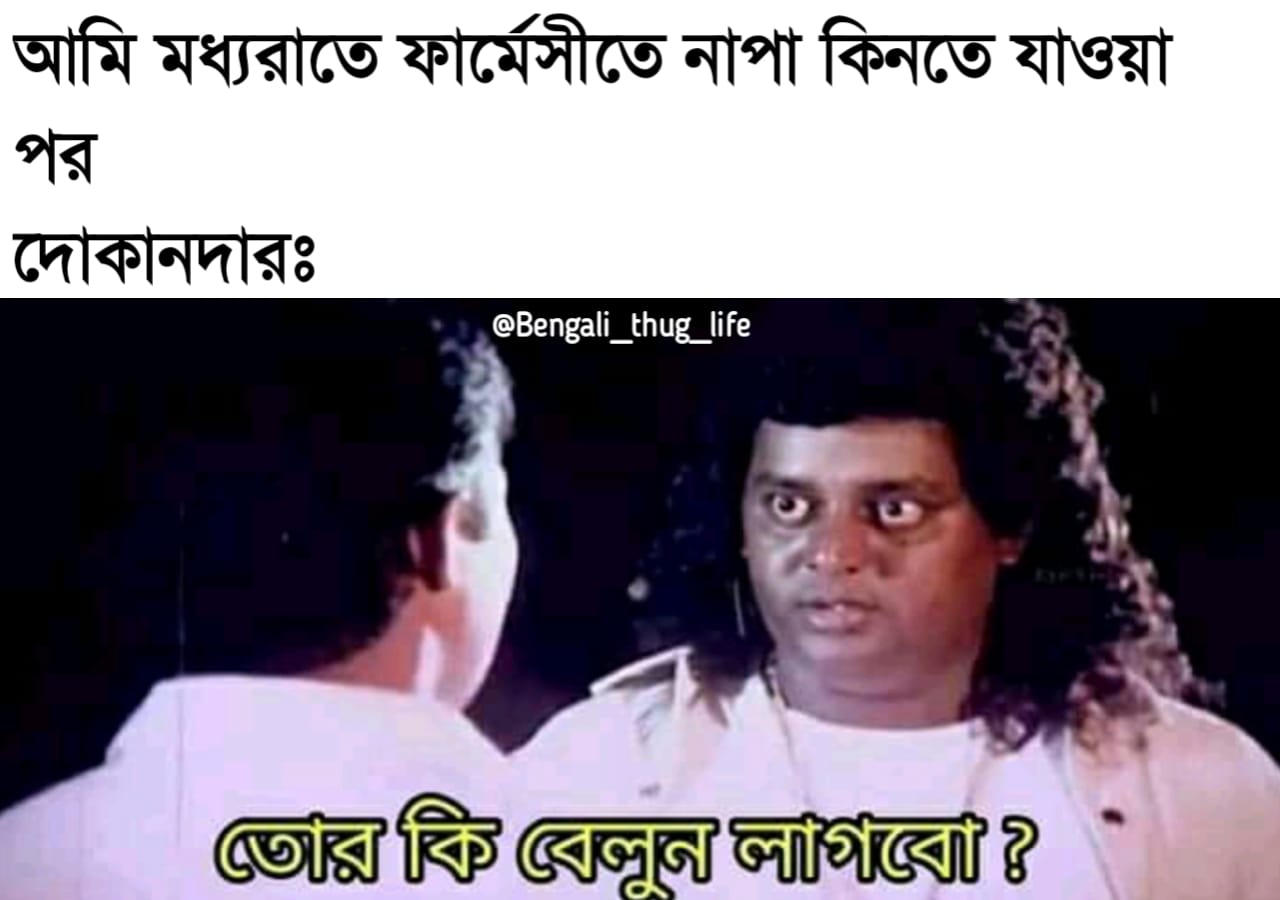 আমি মধ্যরাতে ফার্মেসীতে নাপা কিনতে যাওয়া
পর
দোকানদারঃ
@Bengali_thug_life
তোর কি বেলুন লাগবো ?